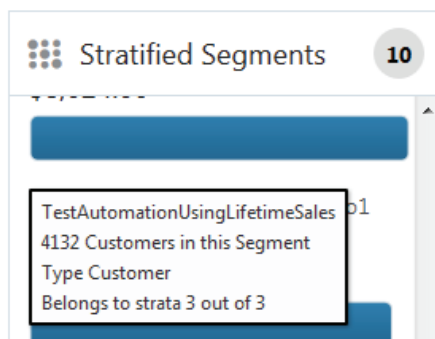 Stratified Segments 10
TestAutomationUsingLifetimeSales
4132 Customers in this Segment
Type Customer
Belongs to strata 3 out of 3